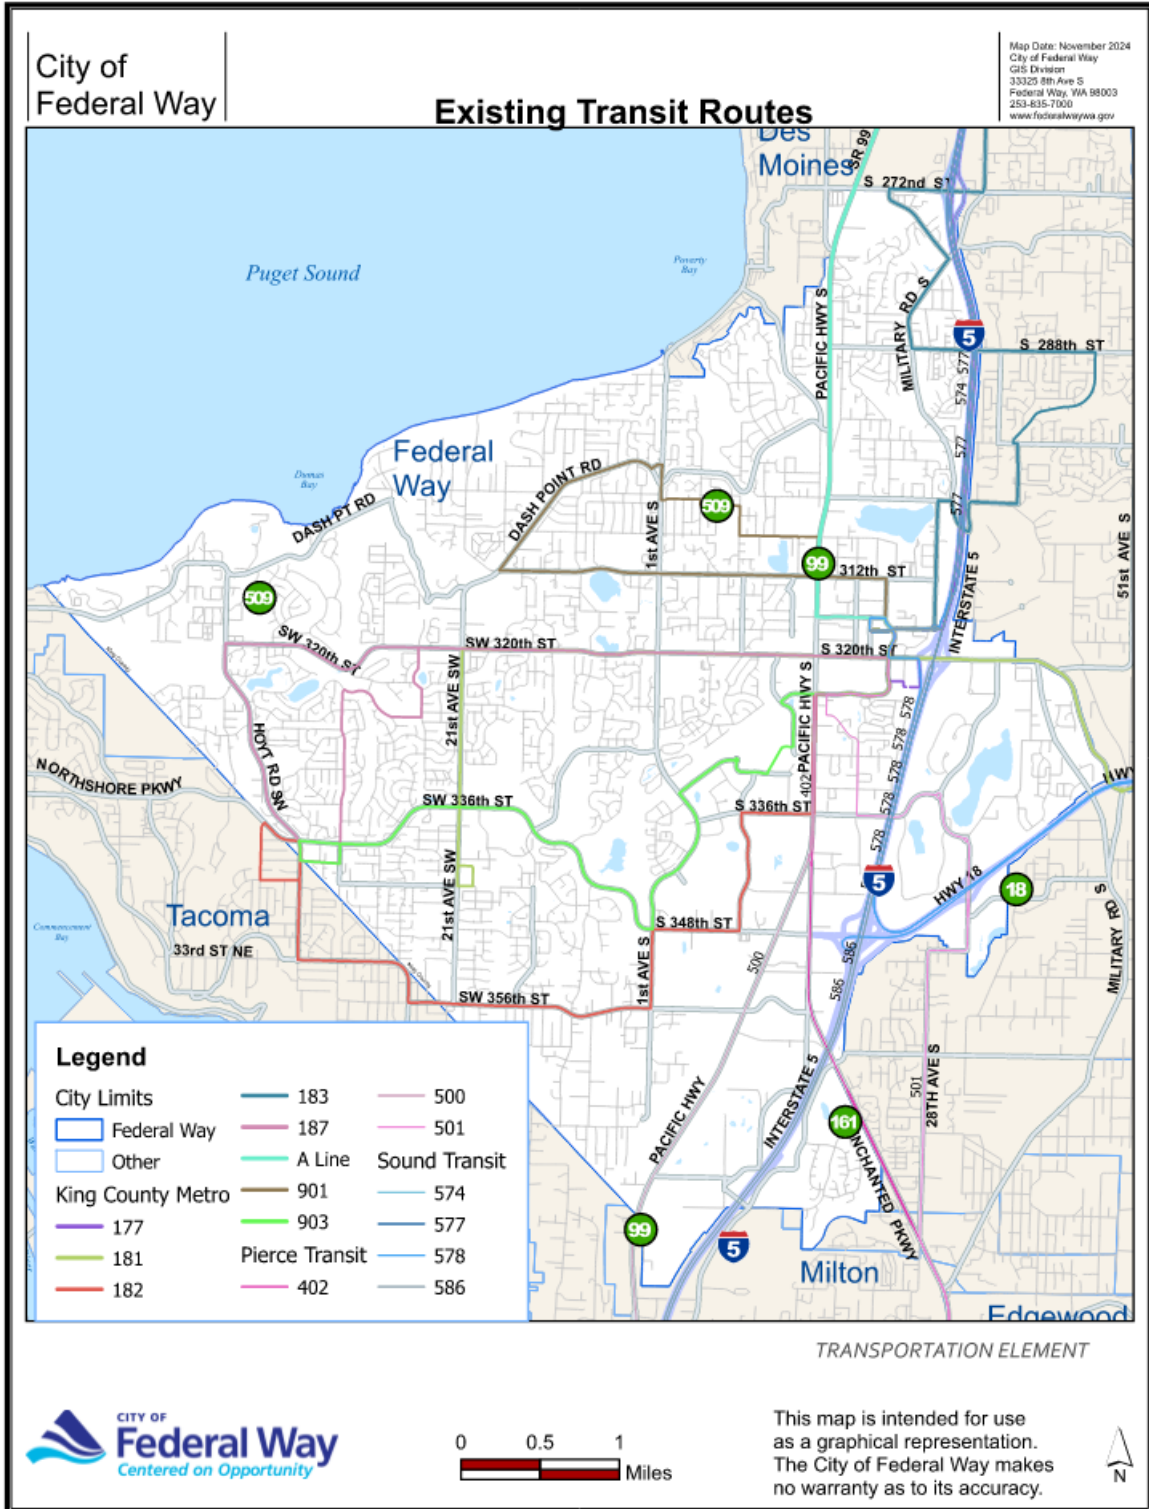 City of
Federal Way
Existing Transit Routes
Map Date: November 2024
City of Federal Way
GIS Division
33325 8th Ave S
Federal Way, WA 98003
253-835-7000
www.federalwaywa.gov
Des
Moines
SR 99
S 272nd ST
Puget Sound
Poverty
Bay
PACIFIC HWY S
MILITARY RD S
5
S 288th ST
577
574
577
577
Federal
Way
Dumas
Bay
DASH PT RD
DASH POINT RD
1st AVE S
509
99
312th ST
51st AVE S
INTERSTATE 5
509
SW 320th ST
SW 320th ST
S 320th ST
King County
21st AVE SW
PACIFIC HWY S
402
578
578
578
578
578
HOYT RD SW
NORTHSHORE PKWY
SW 336th ST
S 336th ST
HWY
5
HWY 18
18
21st AVE SW
Tacoma
33rd ST NE
Commencement
Bay
S 348th ST
1st AVE S
500
586
586
MILITARY RD S
SW 356th ST
INTERSTATE 5
501
28TH AVE S
PACIFIC HWY
161
ENCHANTED PKWY
99
5
Milton
Edgewood
Legend
City Limits
Federal Way
Other
King County Metro
177
181
182
183
187
A Line
901
903
Pierce Transit
402
500
501
Sound Transit
574
577
578
586
TRANSPORTATION ELEMENT
CITY OF
Federal Way
Centered on Opportunity
0 0.5 1
Miles
This map is intended for use
as a graphical representation.
The City of Federal Way makes
no warranty as to its accuracy.
N